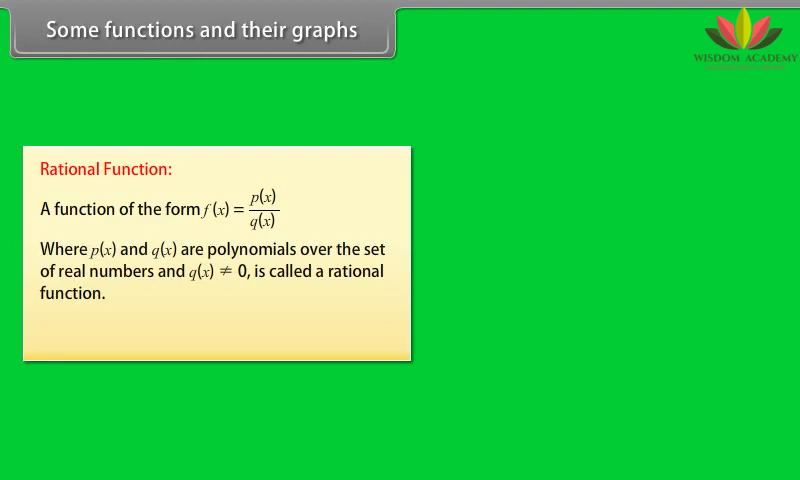 Some functions and their graphs
WISDOM ACADEMY
Rational Function:
A function of the form f (x) = p(x)/q(x)
Where p(x) and q(x) are polynomials over the set
of real numbers and q(x) ≠ 0, is called a rational
function.